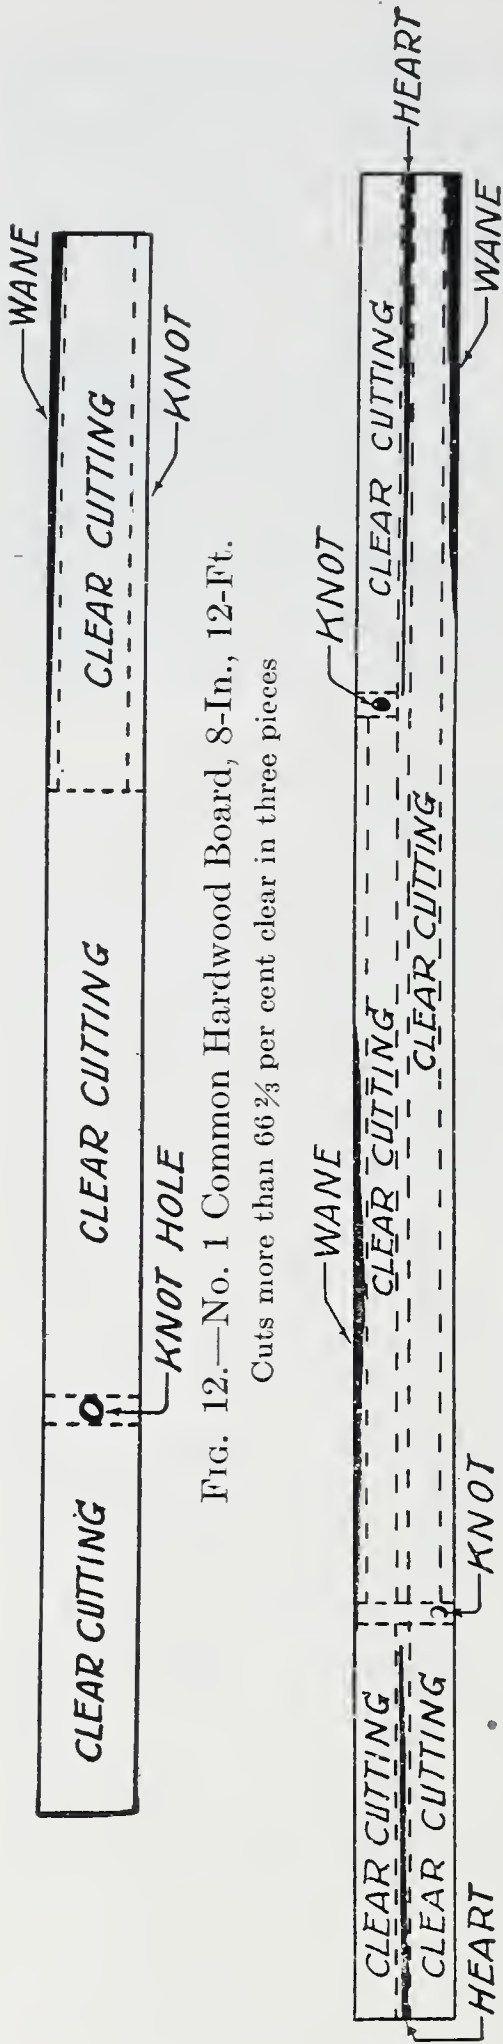 WANE
CLEAR CUTTING
CLEAR CUTTING
CLEAR CUTTING
KNOT HOLE
KNOT
FIG. 12.—No. 1 Common Hardwood Board, 8-In., 12-Ft.
Cuts more than 66⅔ per cent clear in three pieces
WANE
KNOT
HEART
CLEAR CUTTING
CLEAR CUTTING
CLEAR CUTTING
CLEAR CUTTING
CLEAR CUTTING
HEART
KNOT
WANE